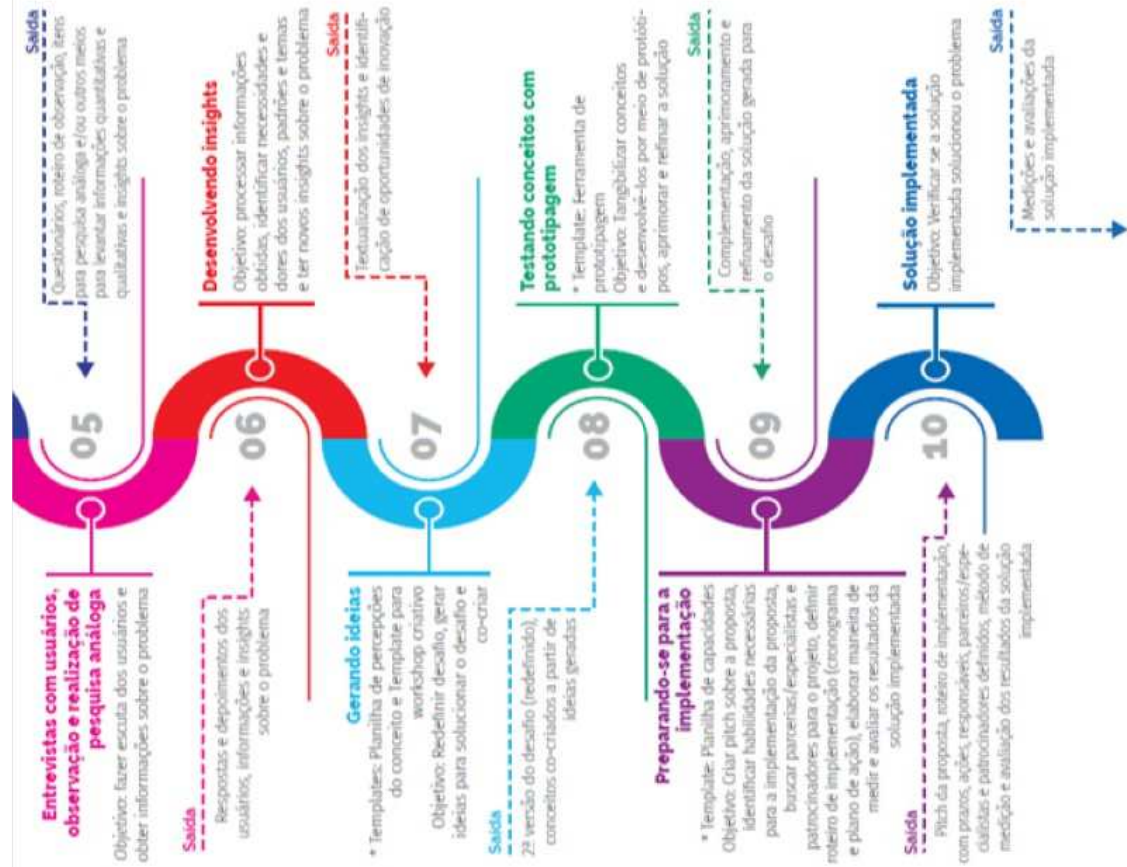 Saída
Questionários, roteiro de observação, itens
para pesquisa análoga e/ou outros meios
para levantar informações quantitativas e
qualitativas e insights sobre o problema
05
Entrevistas com usuários,
observação e realização de
pesquisa análoga
Objetivo: fazer escuta dos usuários e
obter informações sobre o problema
Saída
Respostas e depoimentos dos
usuários, informações e insights
sobre o problema
06
Desenvolvendo insights
Objetivo: processar informações
obtidas, identificar necessidades e
dores dos usuários, padrões e temas
e ter novos insights sobre o problema
Saída
Textualização dos insights e identifi-
cação de oportunidades de inovação
07
Gerando ideias
* Templates: Planilha de percepções
do conceito e Template para
workshop criativo
Objetivo: Redefinir desafio, gerar
ideias para solucionar o desafio e
co-criar
Saída
2ª versão do desafio (redefinido),
conceitos co-criados a partir de
ideias geradas
08
Testando conceitos com
prototipagem
* Template: Ferramenta de
prototipagem
Objetivo: Tangibilizar conceitos
e desenvolvê-los por meio de protóti-
pos, aprimorar e refinar a solução
Saída
Complementação, aprimoramento e
refinamento da solução gerada para
o desafio
09
Preparando-se para a
implementação
* Template: Planilha de capacidades
Objetivo: Criar pitch sobre a proposta,
identificar habilidades necessárias
para a implementação da proposta,
buscar parcerias/especialistas e
patrocinadores para o projeto, definir
roteiro de implementação (cronograma
e plano de ação), elaborar maneira de
medir e avaliar os resultados da
solução implementada
Saída
Pitch da proposta, roteiro de implementação,
com prazos, ações, responsáveis, parceiros/espe-
cialistas e patrocinadores definidos, método de
medição e avaliação dos resultados da solução
implementada
10
Solução implementada
Objetivo: Verificar se a solução
implementada solucionou o problema
Saída
Medições e avaliações da
solução implementada